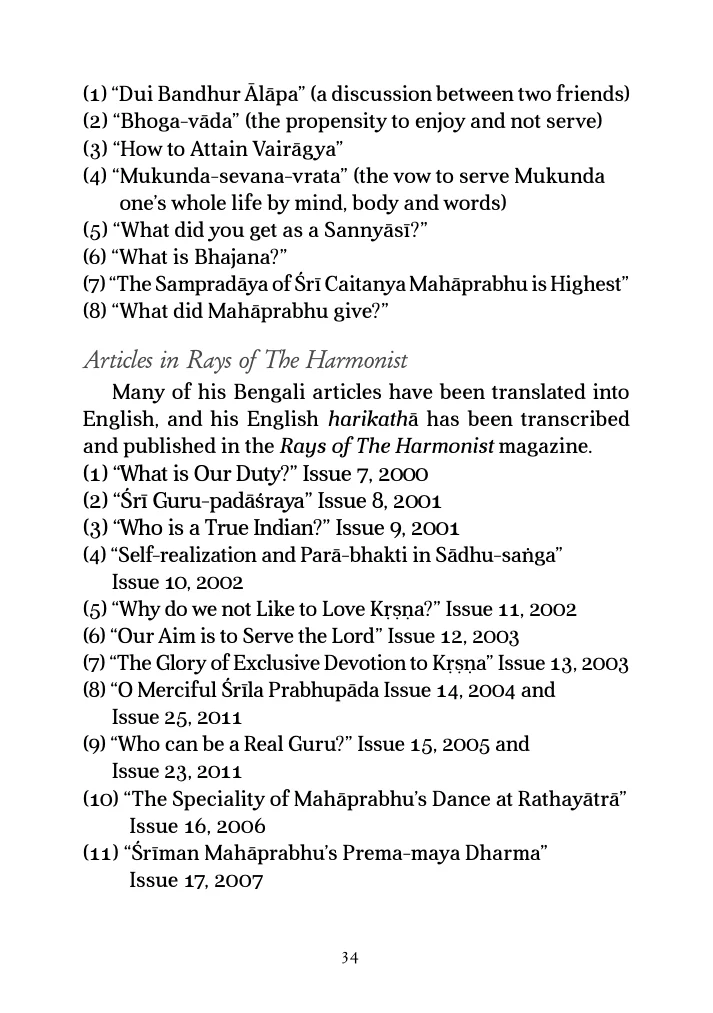 (1) “Dui Bandhur Ālāpa” (a discussion between two friends)
(2) “Bhoga-vāda” (the propensity to enjoy and not serve)
(3) “How to Attain Vairāgya”
(4) “Mukunda-sevana-vrata” (the vow to serve Mukunda
one’s whole life by mind, body and words)
(5) “What did you get as a Sannyāsī?”
(6) “What is Bhajana?”
(7) “The Sampradāya of Śrī Caitanya Mahāprabhu is Highest”
(8) “What did Mahāprabhu give?”
Articles in Rays of The Harmonist
Many of his Bengali articles have been translated into
English, and his English harikathā has been transcribed
and published in the Rays of The Harmonist magazine.
(1) “What is Our Duty?” Issue 7, 2000
(2) “Śrī Guru-padāśraya” Issue 8, 2001
(3) “Who is a True Indian?” Issue 9, 2001
(4) “Self-realization and Parā-bhakti in Sādhu-saṅga”
Issue 10, 2002
(5) “Why do we not Like to Love Kṛṣṇa?” Issue 11, 2002
(6) “Our Aim is to Serve the Lord” Issue 12, 2003
(7) “The Glory of Exclusive Devotion to Kṛṣṇa” Issue 13, 2003
(8) “O Merciful Śrīla Prabhupāda Issue 14, 2004 and
Issue 25, 2011
(9) “Who can be a Real Guru?” Issue 15, 2005 and
Issue 23, 2011
(10) “The Speciality of Mahāprabhu’s Dance at Rathayātrā”
Issue 16, 2006
(11) “Śrīman Mahāprabhu’s Prema-maya Dharma”
Issue 17, 2007
34